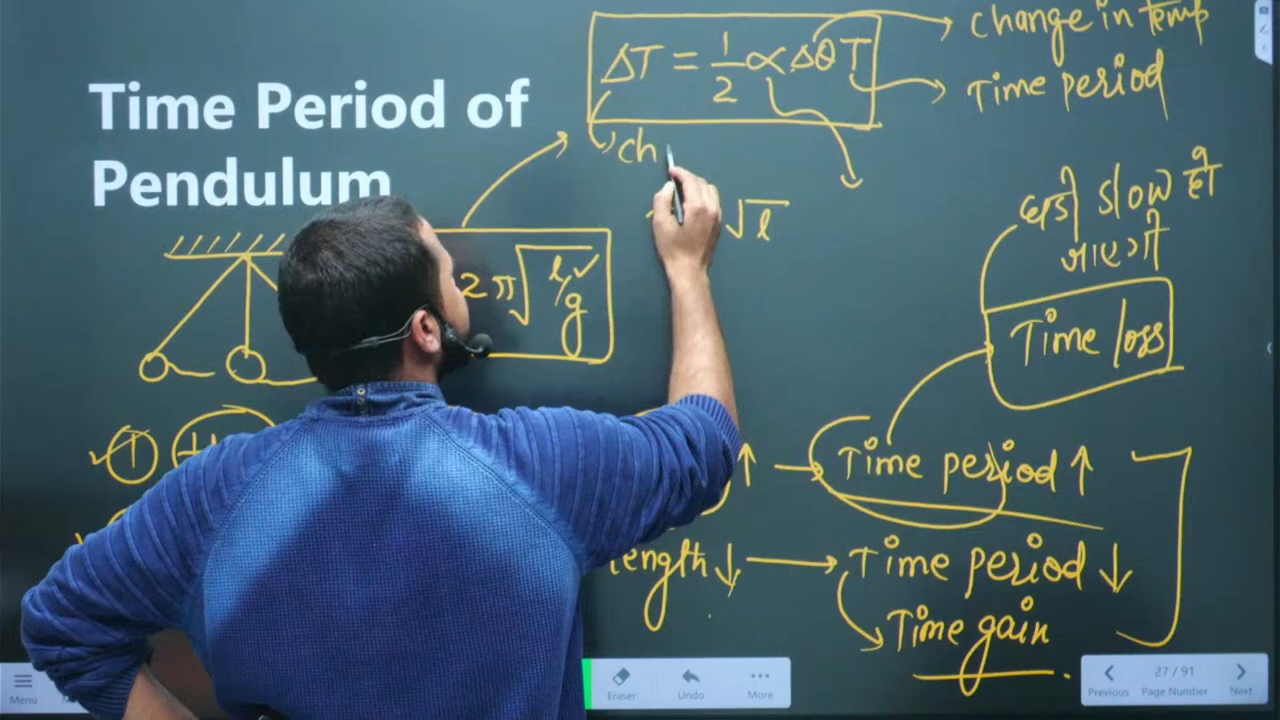 Time Period of
Pendulum
ΔT = 1/2 ∝ Δθ T
change in temp
Time period
ch
√l
2π√l/g
घड़ी slow हो
जाएगी
Time loss
T
↑ → Time period ↑
length ↓ → Time period ↓
Time gain
Menu
Eraser
Undo
More
Previous
27 / 91
Page Number
Next